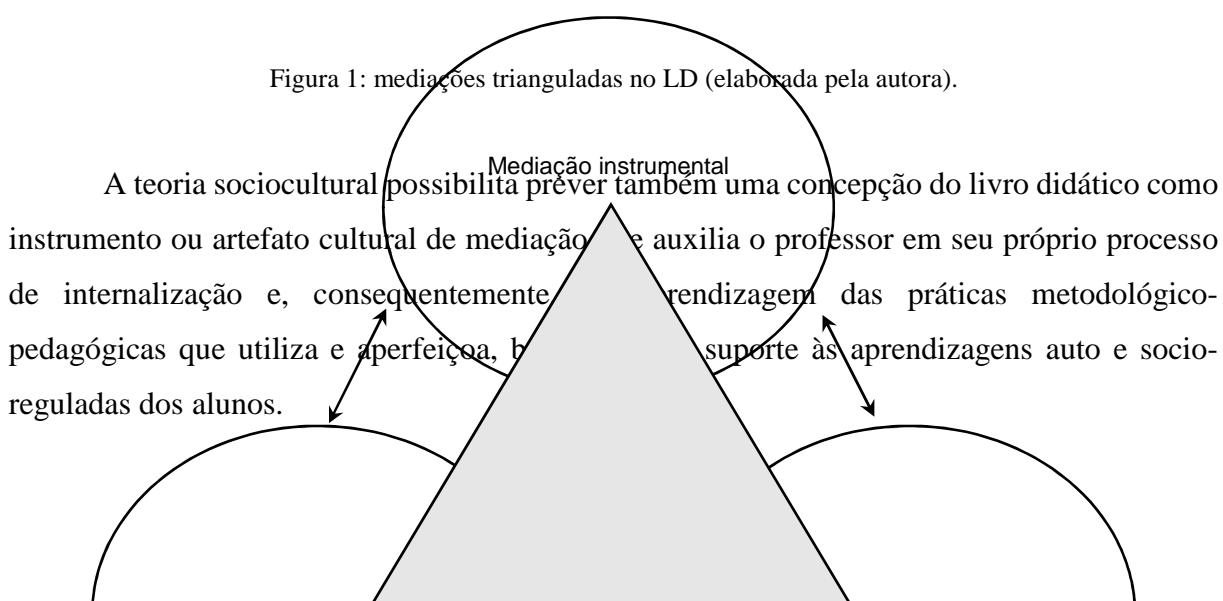 Figura 1: mediações trianguladas no LD (elaborada pela autora).
Mediação instrumental
A teoria sociocultural possibilita prever também uma concepção do livro didático como
instrumento ou artefato cultural de mediação e auxilia o professor em seu próprio processo
de internalização e, consequentemente das práticas metodológico-
pedagógicas que utiliza e aperfeiçoa, suporte às aprendizagens auto e socio-
reguladas dos alunos.